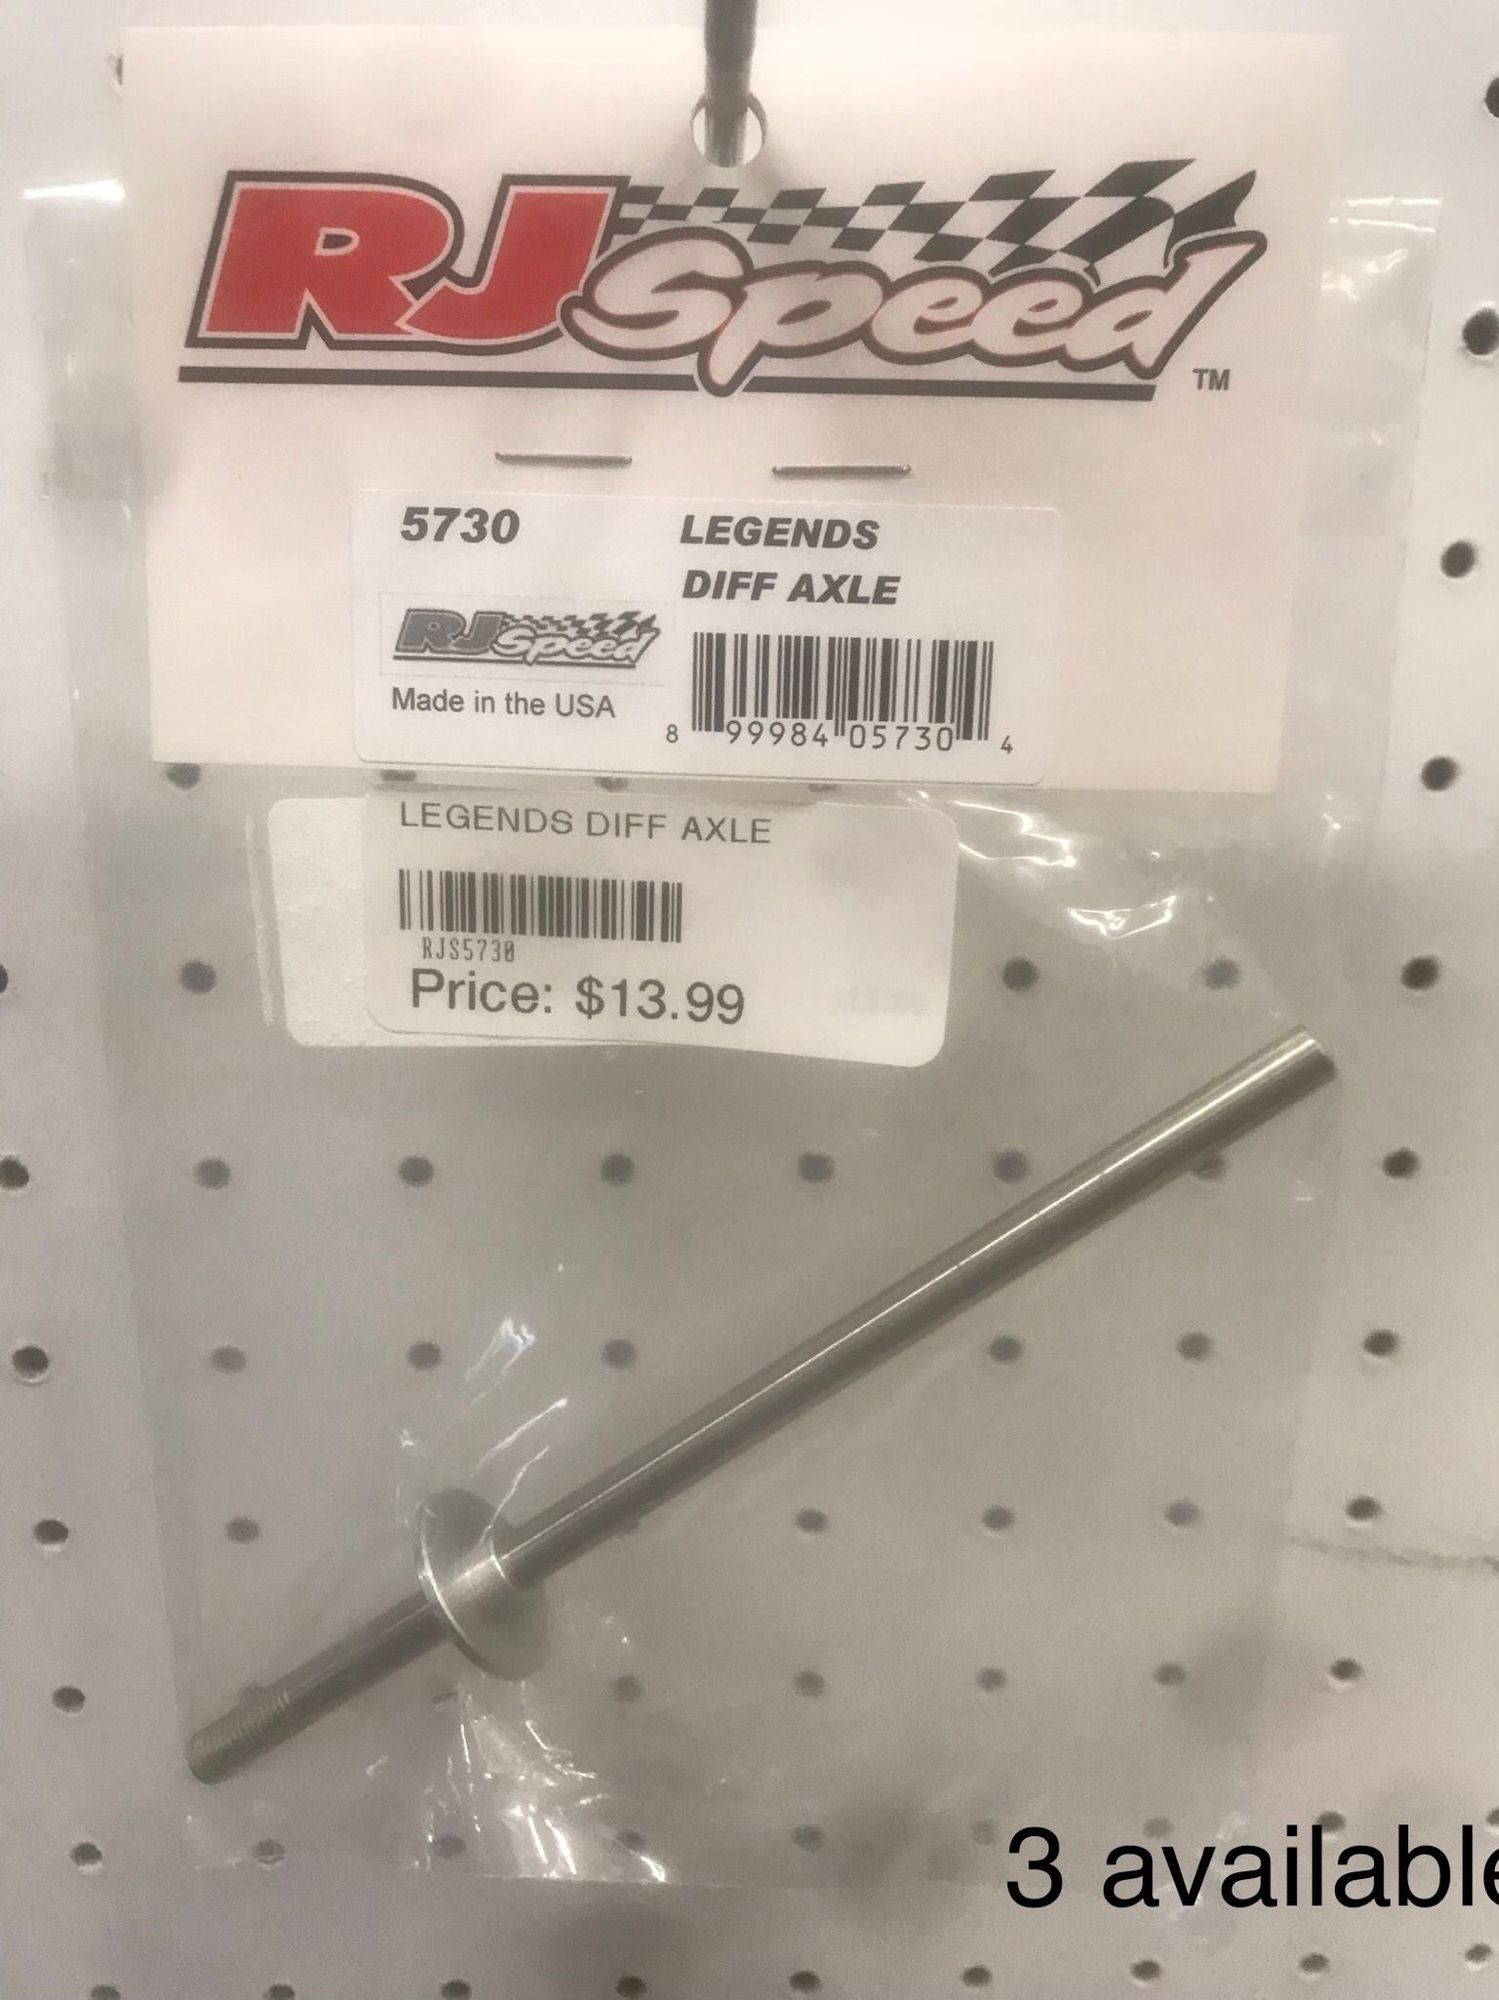 RJ Speed TM
5730 LEGENDS
DIFF AXLE
RJ Speed
Made in the USA
8 99984 05730 4
LEGENDS DIFF AXLE
RJS5730
Price: $13.99
3 available